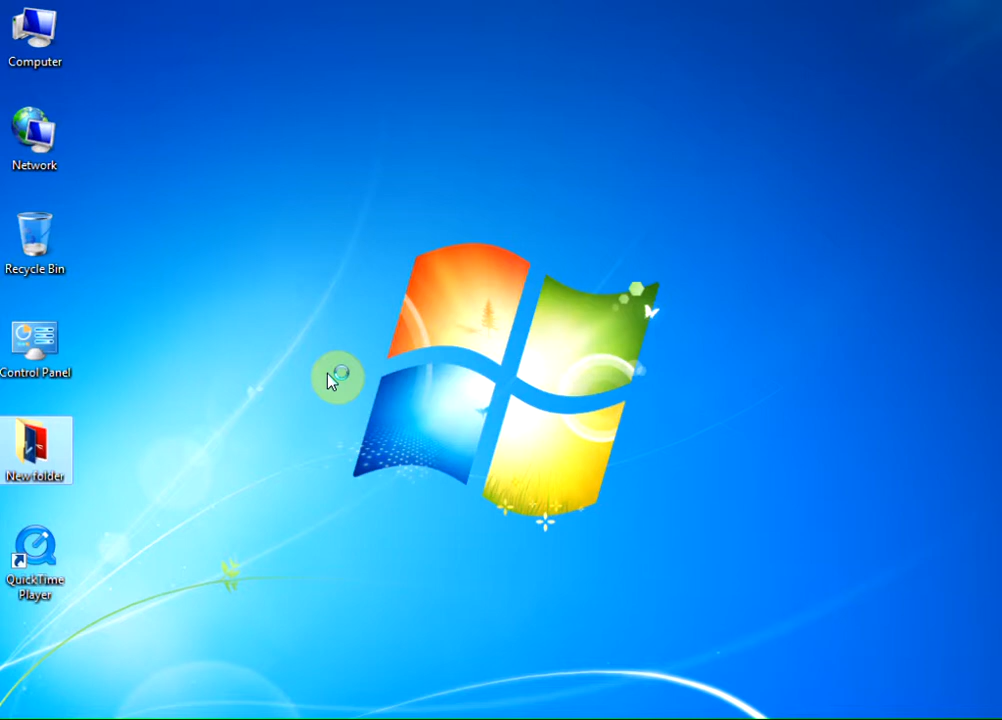 Computer
Network
Recycle Bin
Control Panel
New folder
QuickTime
Player